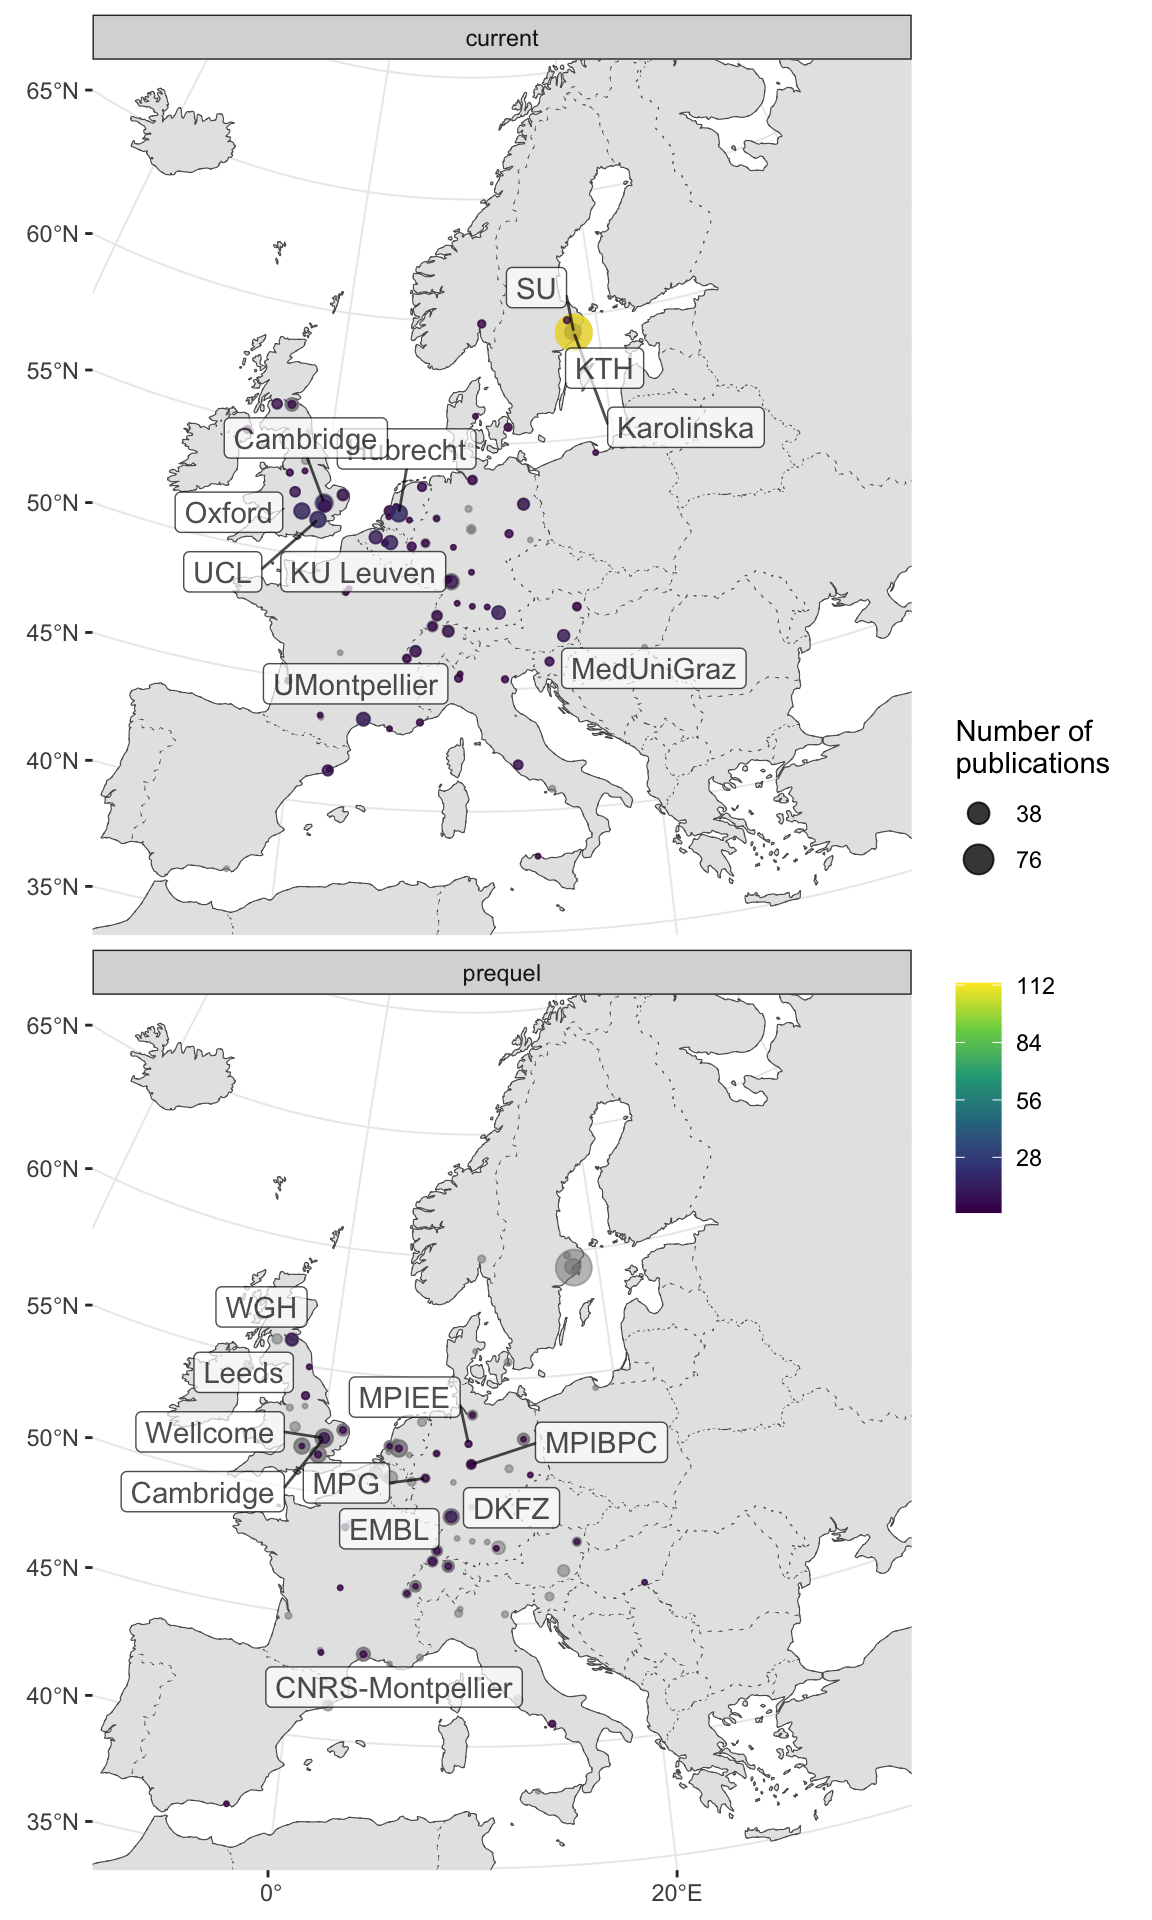 current
65°N
60°N
55°N
50°N
45°N
40°N
35°N
SU
KTH
Karolinska
Cambridge
Hubrecht
Oxford
UCL
KU Leuven
MedUniGraz
UMontpellier
Number of
publications
38
76
112
84
56
28
prequel
65°N
60°N
55°N
50°N
45°N
40°N
35°N
WGH
Leeds
MPIEE
Wellcome
MPIBPC
MPG
Cambridge
DKFZ
EMBL
CNRS-Montpellier
0°
20°E